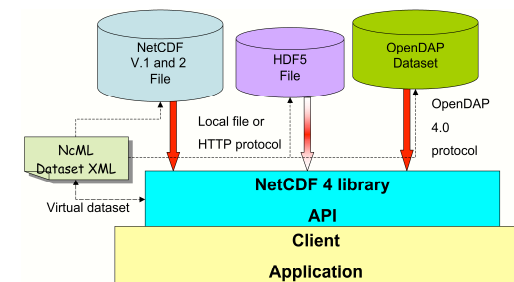 NetCDF
V.1 and 2
File
HDF5
File
OpenDAP
Dataset
Local file or
HTTP protocol
OpenDAP
4.0
protocol
NcML
Dataset XML
Virtual dataset
NetCDF 4 library
API
Client
Application